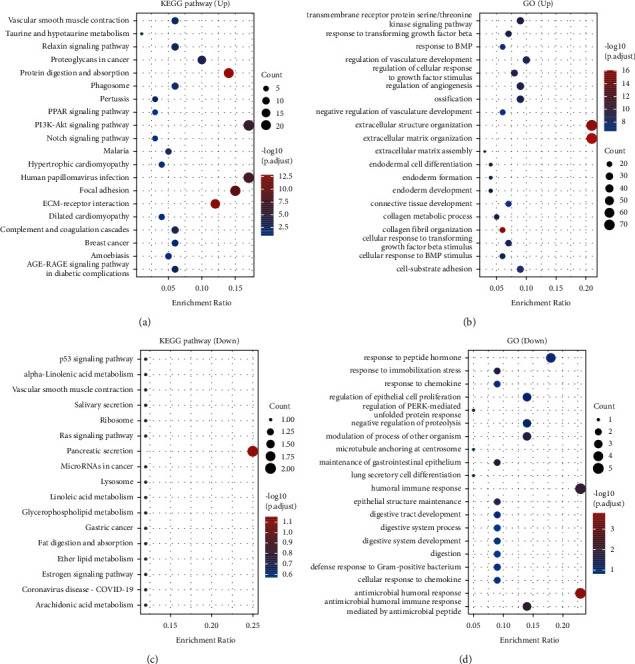 KEGG pathway (Up)
Vascular smooth muscle contraction
Taurine and hypotaurine metabolism
Relaxin signaling pathway
Proteoglycans in cancer
Protein digestion and absorption
Phagosome
Pertussis
PPAR signaling pathway
PI3K-Akt signaling pathway
Notch signaling pathway
Malaria
Hypertrophic cardiomyopathy
Human papillomavirus infection
Focal adhesion
ECM-receptor interaction
Dilated cardiomyopathy
Complement and coagulation cascades
Breast cancer
Amoebiasis
AGE-RAGE signaling pathway
in diabetic complications
0.05 0.10 0.15
Enrichment Ratio
Count
5
10
15
20
-log10
(p.adjust)
12.5
10.0
7.5
5.0
2.5
(a)
GO (Up)
transmembrane receptor protein serine/threonine
kinase signaling pathway
response to transforming growth factor beta
response to BMP
regulation of vasculature development
regulation of cellular response
to growth factor stimulus
regulation of angiogenesis
ossification
negative regulation of vasculature development
extracellular structure organization
extracellular matrix organization
extracellular matrix assembly
endodermal cell differentiation
endoderm formation
endoderm development
connective tissue development
collagen metabolic process
collagen fibril organization
cellular response to transforming
growth factor beta stimulus
cellular response to BMP stimulus
cell-substrate adhesion
0.05 0.10 0.15 0.20
Enrichment Ratio
-log10
(p.adjust)
16
14
12
10
8
Count
20
30
40
50
60
70
(b)
KEGG pathway (Down)
p53 signaling pathway
alpha-Linolenic acid metabolism
Vascular smooth muscle contraction
Salivary secretion
Ribosome
Ras signaling pathway
Pancreatic secretion
MicroRNAs in cancer
Lysosome
Linoleic acid metabolism
Glycerophospholipid metabolism
Gastric cancer
Fat digestion and absorption
Ether lipid metabolism
Estrogen signaling pathway
Coronavirus disease - COVID-19
Arachidonic acid metabolism
0.15 0.20 0.25
Enrichment Ratio
Count
1.00
1.25
1.50
1.75
2.00
-log10
(p.adjust)
1.1
1.0
0.9
0.8
0.7
0.6
(c)
GO (Down)
response to peptide hormone
response to immobilization stress
response to chemokine
regulation of epithelial cell proliferation
regulation of PERK-mediated
unfolded protein response
negative regulation of proteolysis
modulation of process of other organism
microtubule anchoring at centrosome
maintenance of gastrointestinal epithelium
lung secretory cell differentiation
humoral immune response
epithelial structure maintenance
digestive tract development
digestive system process
digestive system development
digestion
defense response to Gram-positive bacterium
cellular response to chemokine
antimicrobial humoral response
antimicrobial humoral immune response
mediated by antimicrobial peptide
0.05 0.10 0.15 0.20
Enrichment Ratio
Count
1
2
3
4
5
-log10
(p.adjust)
3
2
1
(d)